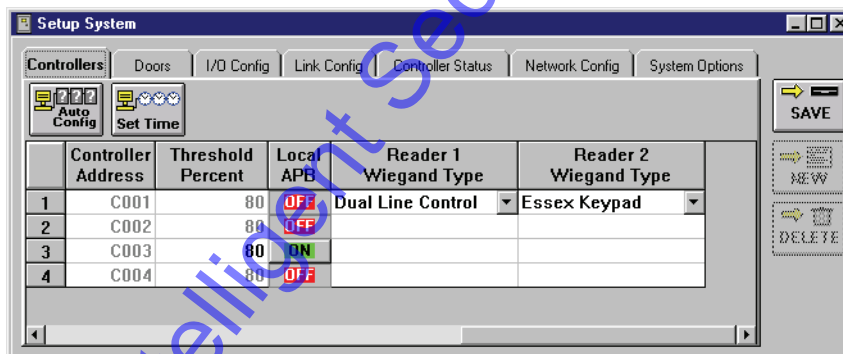 Setup System
Controllers Doors I/O Config Link Config Controller Status Network Config System Options
???
Auto Config Set Time
SAVE
NEW
DELETE
Controller Address Threshold Percent Local APB Reader 1 Wiegand Type Reader 2 Wiegand Type
1 C001 80 OFF Dual Line Control Essex Keypad
2 C002 80 OFF
3 C003 80 ON
4 C004 80 OFF
telligent Sec